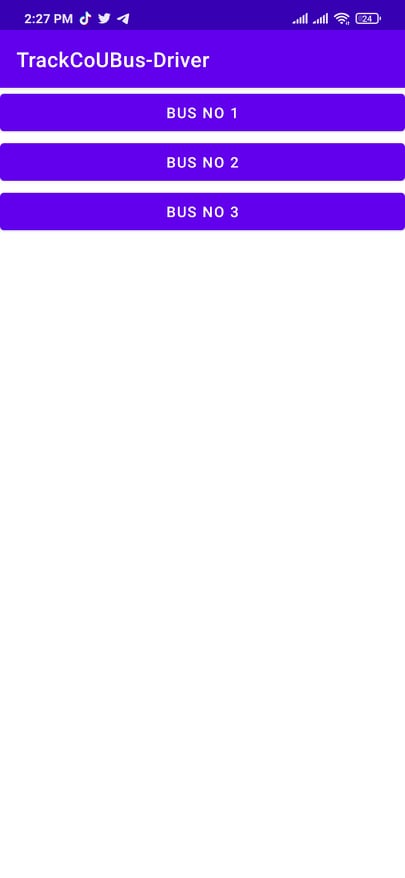 2:27 PM
24
TrackCoUBus-Driver
BUS NO 1
BUS NO 2
BUS NO 3